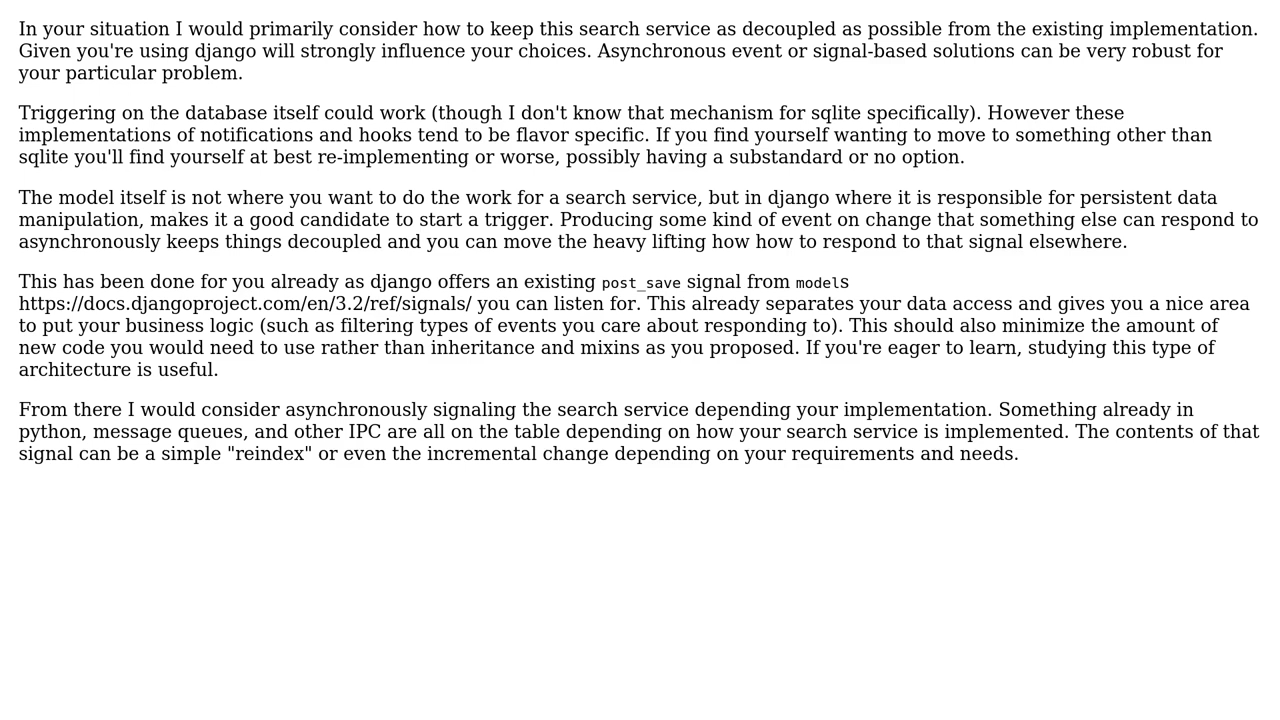 In your situation I would primarily consider how to keep this search service as decoupled as possible from the existing implementation.
Given you're using django will strongly influence your choices. Asynchronous event or signal-based solutions can be very robust for
your particular problem.
Triggering on the database itself could work (though I don't know that mechanism for sqlite specifically). However these
implementations of notifications and hooks tend to be flavor specific. If you find yourself wanting to move to something other than
sqlite you'll find yourself at best re-implementing or worse, possibly having a substandard or no option.
The model itself is not where you want to do the work for a search service, but in django where it is responsible for persistent data
manipulation, makes it a good candidate to start a trigger. Producing some kind of event on change that something else can respond to
asynchronously keeps things decoupled and you can move the heavy lifting how how to respond to that signal elsewhere.
This has been done for you already as django offers an existing post_save signal from models
https://docs.djangoproject.com/en/3.2/ref/signals/ you can listen for. This already separates your data access and gives you a nice area
to put your business logic (such as filtering types of events you care about responding to). This should also minimize the amount of
new code you would need to use rather than inheritance and mixins as you proposed. If you're eager to learn, studying this type of
architecture is useful.
From there I would consider asynchronously signaling the search service depending your implementation. Something already in
python, message queues, and other IPC are all on the table depending on how your search service is implemented. The contents of that
signal can be a simple "reindex" or even the incremental change depending on your requirements and needs.